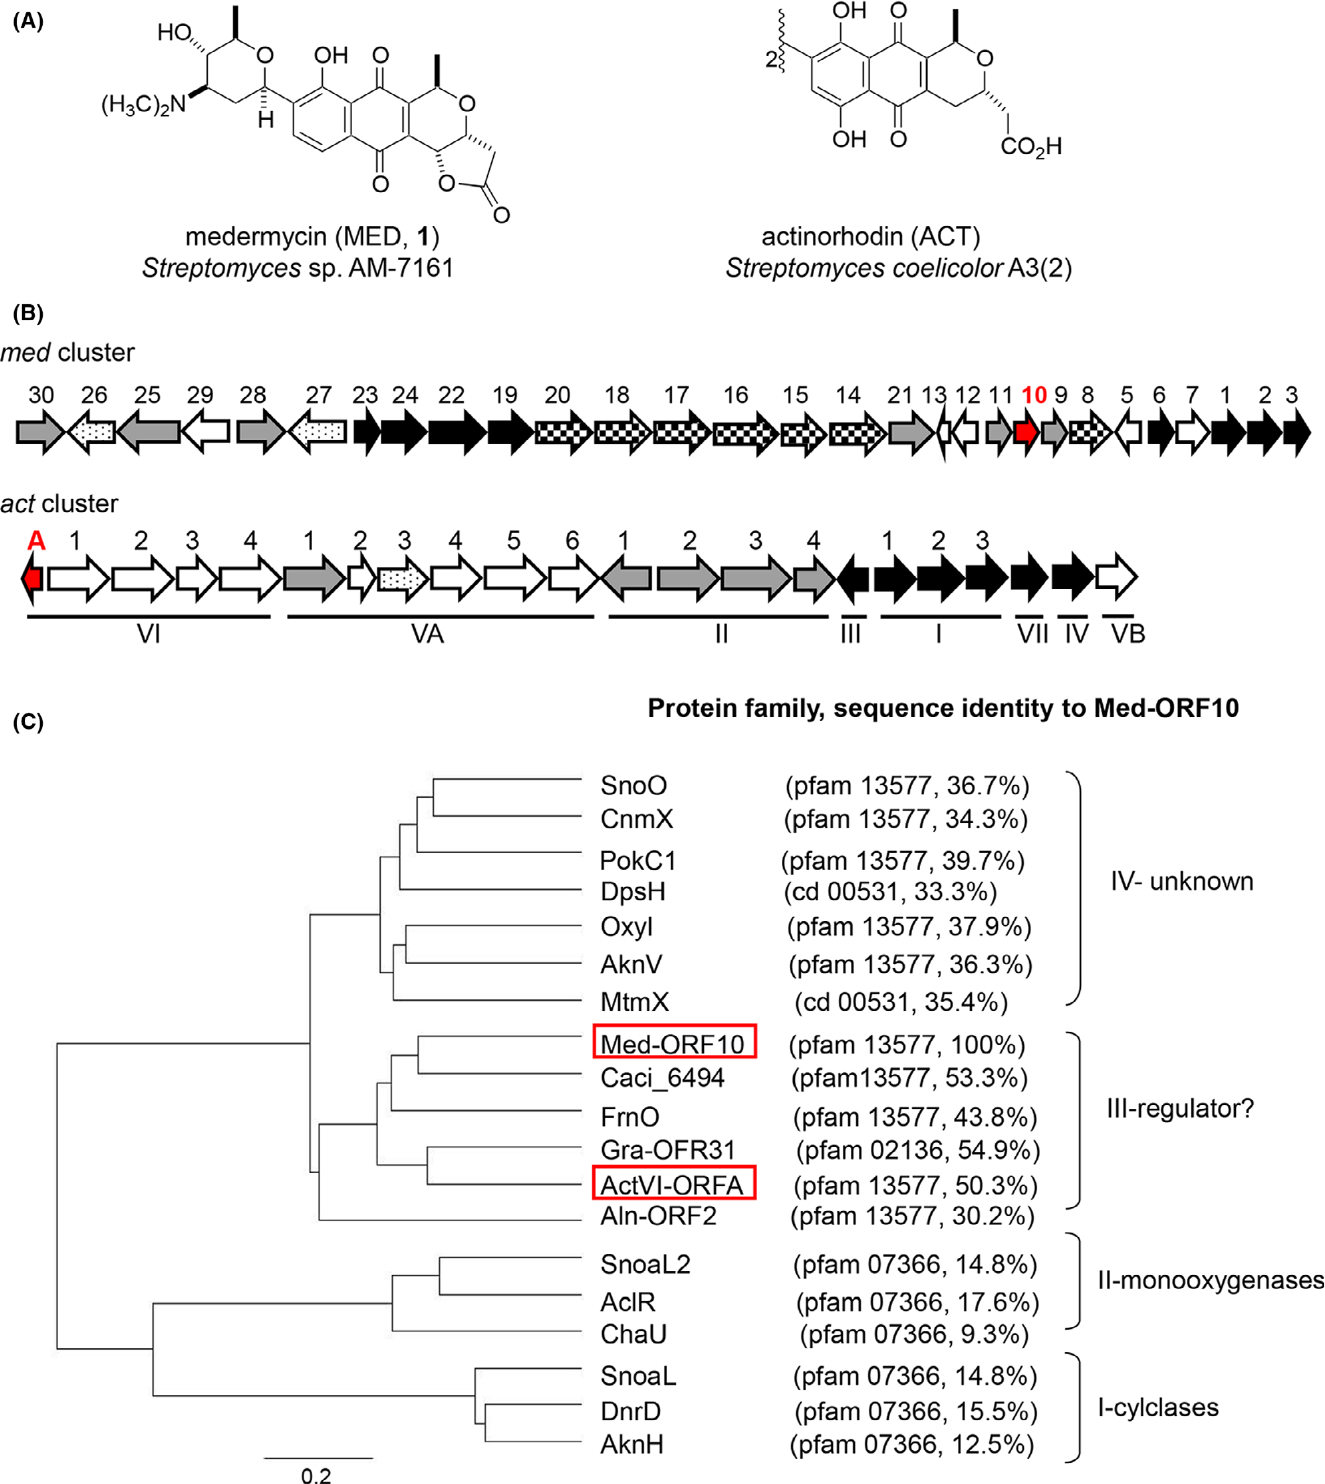 (A)
HO
O
OH
O
(H3C)2N
H
O
O
O
O
medermycin (MED, 1)
Streptomyces sp. AM-7161
OH
O
2
O
OH
O
CO2H
actinorhodin (ACT)
Streptomyces coelicolor A3(2)
(B)
med cluster
30 26 25 29 28 27 23 24 22 19 20 18 17 16 15 14 21 13 12 11 10 9 8 5 6 7 1 2 3
act cluster
A 1 2 3 4 1 2 3 4 5 6 1 2 3 4 1 2 3
VI VA II III I VII IV VB
(C)
Protein family, sequence identity to Med-ORF10
SnoO (pfam 13577, 36.7%)
CnmX (pfam 13577, 34.3%)
PokC1 (pfam 13577, 39.7%)
DpsH (cd 00531, 33.3%)
OxyI (pfam 13577, 37.9%)
AknV (pfam 13577, 36.3%)
MtmX (cd 00531, 35.4%)
IV- unknown
Med-ORF10 (pfam 13577, 100%)
Caci_6494 (pfam13577, 53.3%)
FrnO (pfam 13577, 43.8%)
Gra-OFR31 (pfam 02136, 54.9%)
ActVI-ORFA (pfam 13577, 50.3%)
Aln-ORF2 (pfam 13577, 30.2%)
III-regulator?
SnoaL2 (pfam 07366, 14.8%)
AclR (pfam 07366, 17.6%)
ChaU (pfam 07366, 9.3%)
II-monooxygenases
SnoaL (pfam 07366, 14.8%)
DnrD (pfam 07366, 15.5%)
AknH (pfam 07366, 12.5%)
I-cylclases
0.2